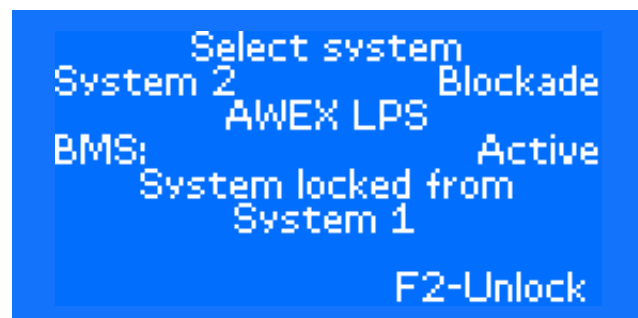 Select system
System 2 Blockade
AWEX LPS
BMS: Active
System locked from
System 1
F2-Unlock